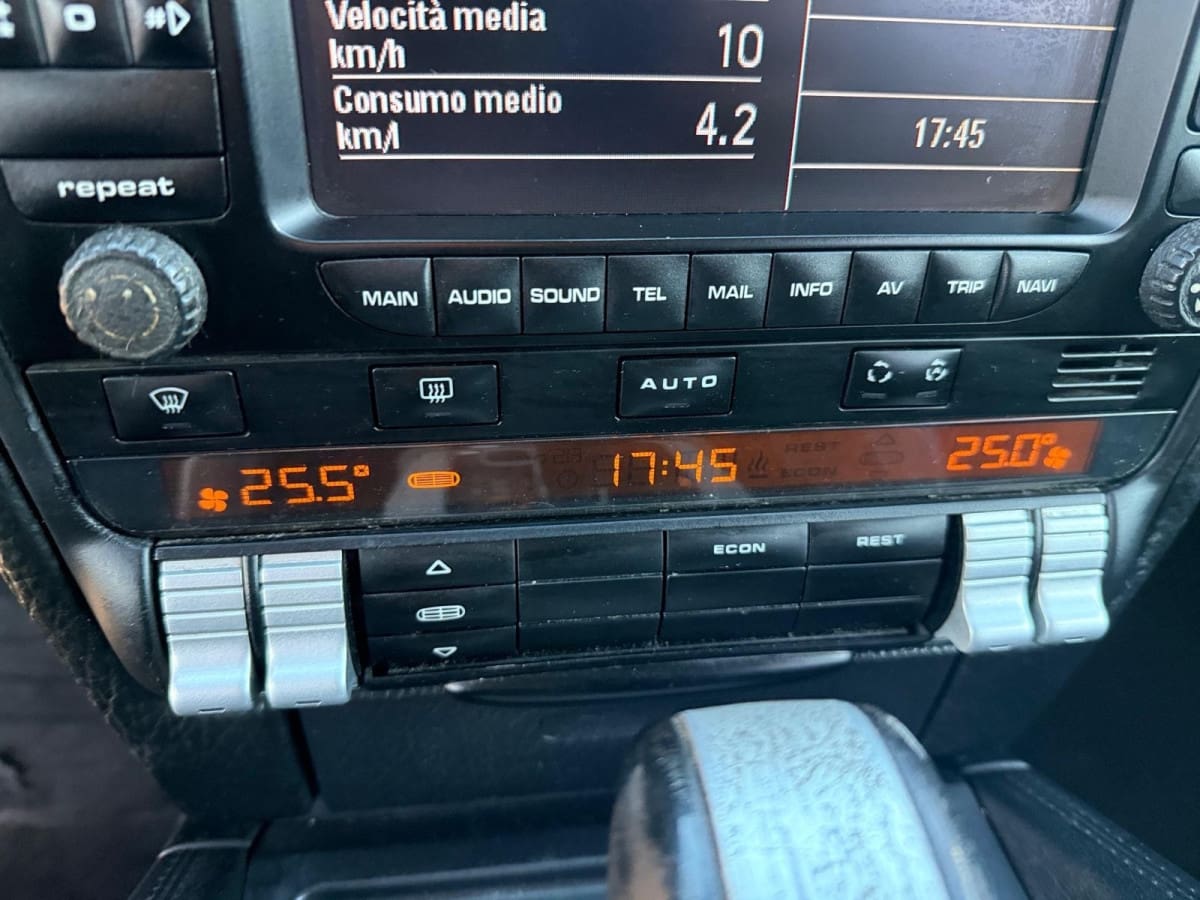 Velocità media
km/h 10
Consumo medio
km/l 4.2
17:45
repeat
MAIN AUDIO SOUND TEL MAIL INFO AV TRIP NAVI
AUTO
25.5° 17:45 REST 25.0°
ECON
ECON REST